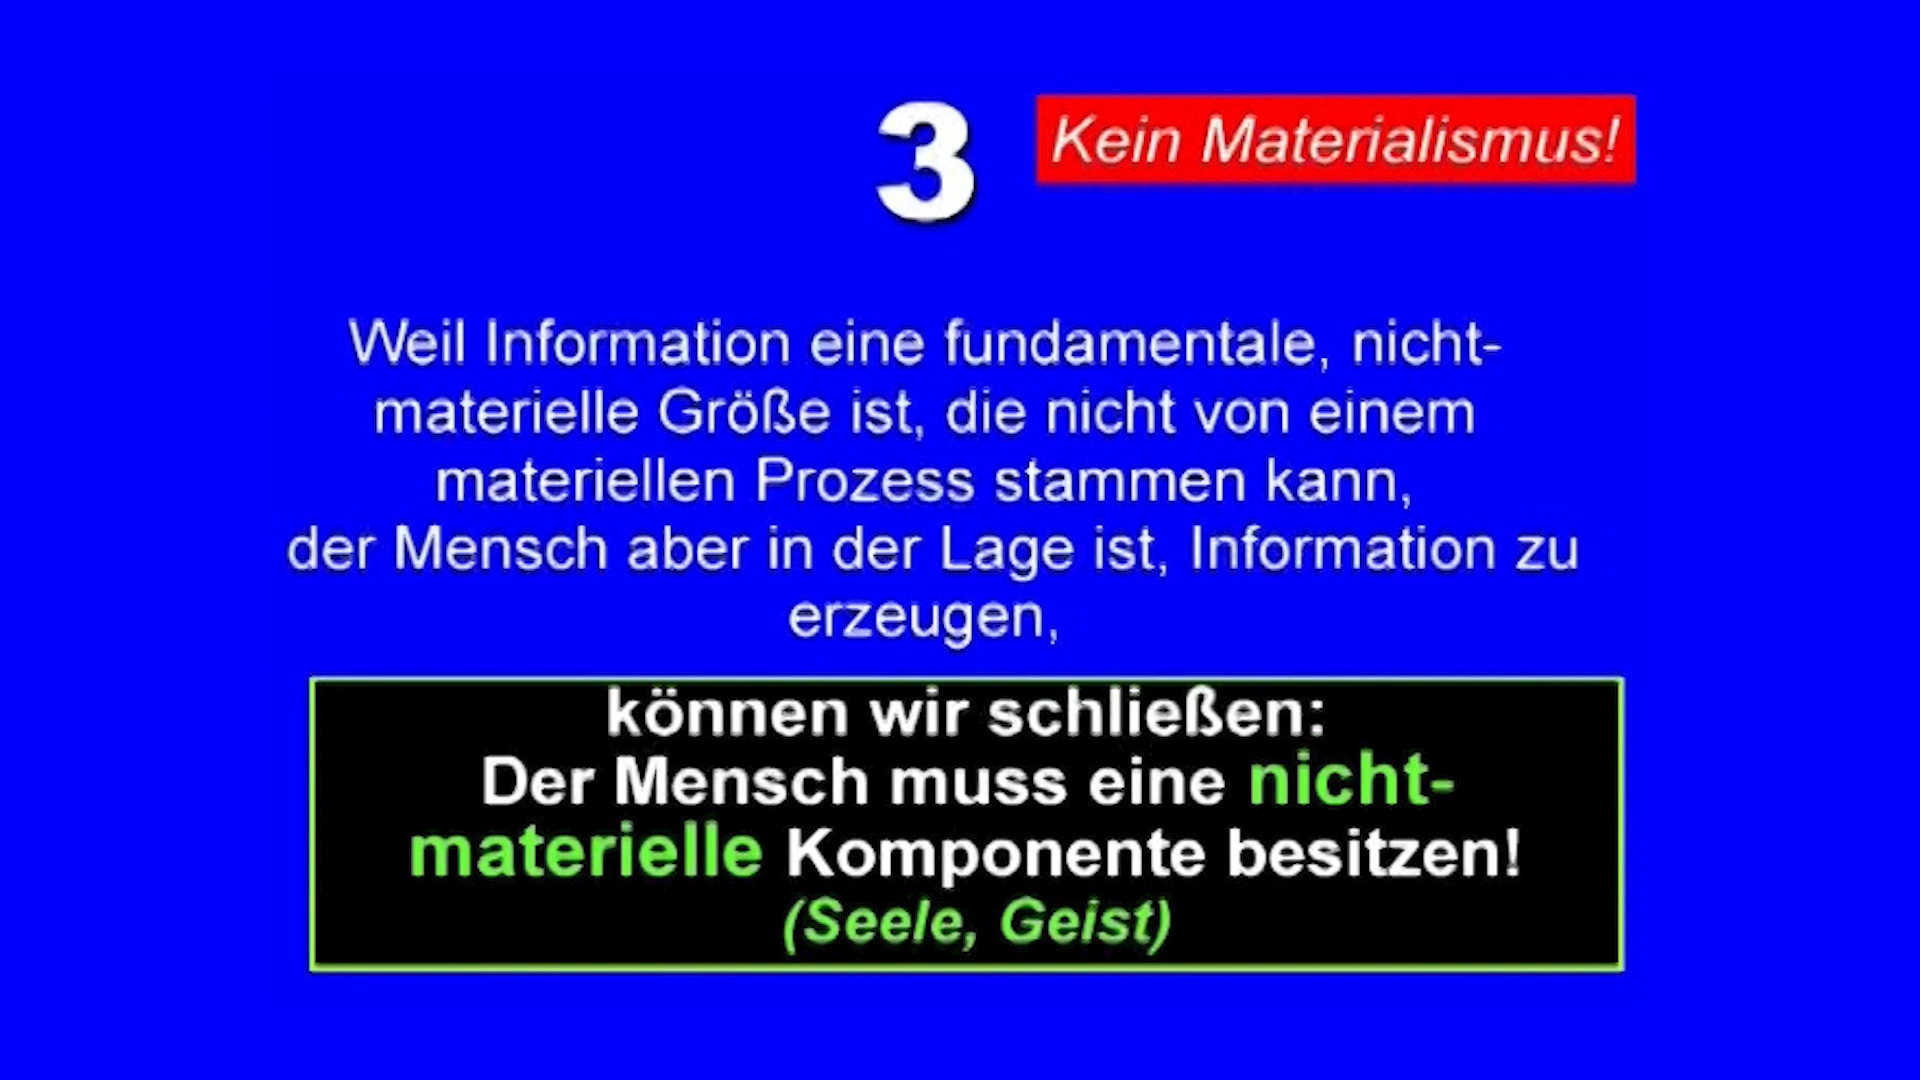 3
Kein Materialismus!
Weil Information eine fundamentale, nicht-
materielle Größe ist, die nicht von einem
materiellen Prozess stammen kann,
der Mensch aber in der Lage ist, Information zu
erzeugen,
können wir schließen:
Der Mensch muss eine nicht-
materielle Komponente besitzen!
(Seele, Geist)